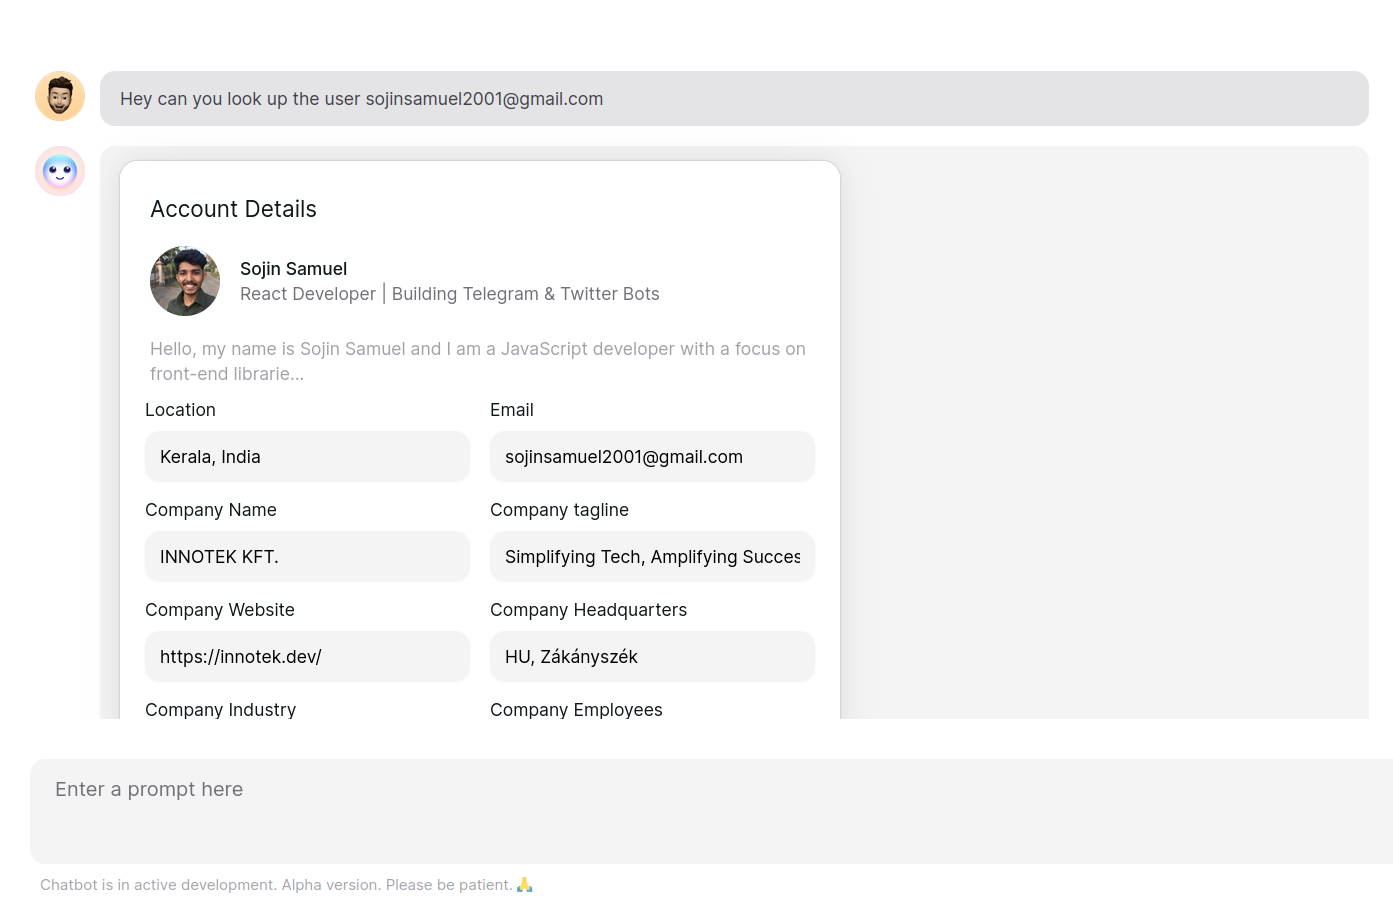 Hey can you look up the user sojinsamuel2001@gmail.com
Account Details
Sojin Samuel
React Developer | Building Telegram & Twitter Bots
Hello, my name is Sojin Samuel and I am a JavaScript developer with a focus on
front-end librarie...
Location
Email
Kerala, India
sojinsamuel2001@gmail.com
Company Name
Company tagline
INNOTEK KFT.
Simplifying Tech, Amplifying Succes
Company Website
Company Headquarters
https://innotek.dev/
HU, Zákányszék
Company Industry
Company Employees
Enter a prompt here
Chatbot is in active development. Alpha version. Please be patient. 🙏